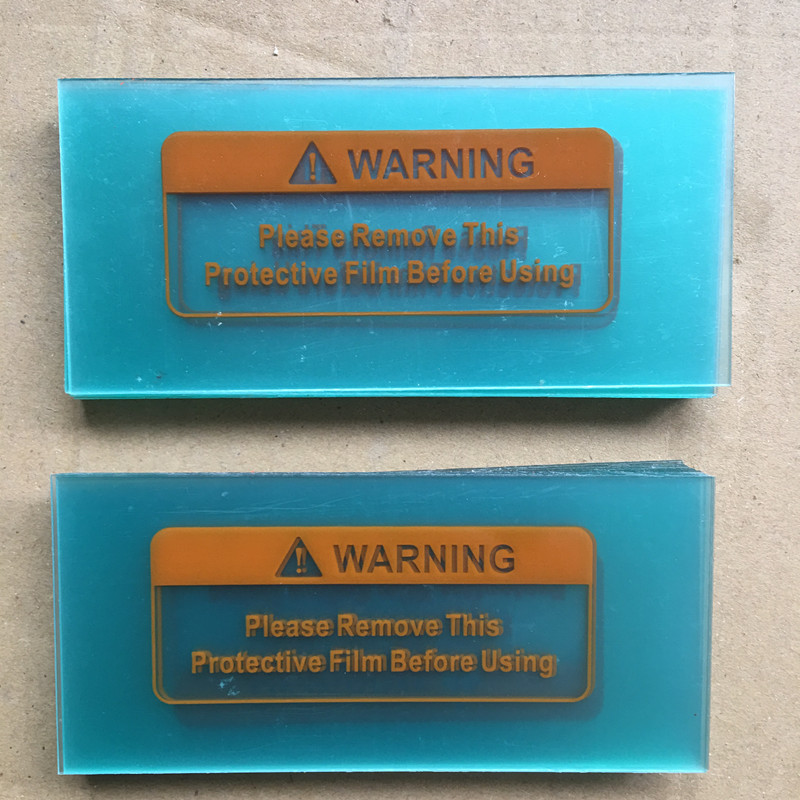 WARNING
Please Remove This
Protective Film Before Using
WARNING
Please Remove This
Protective Film Before Using